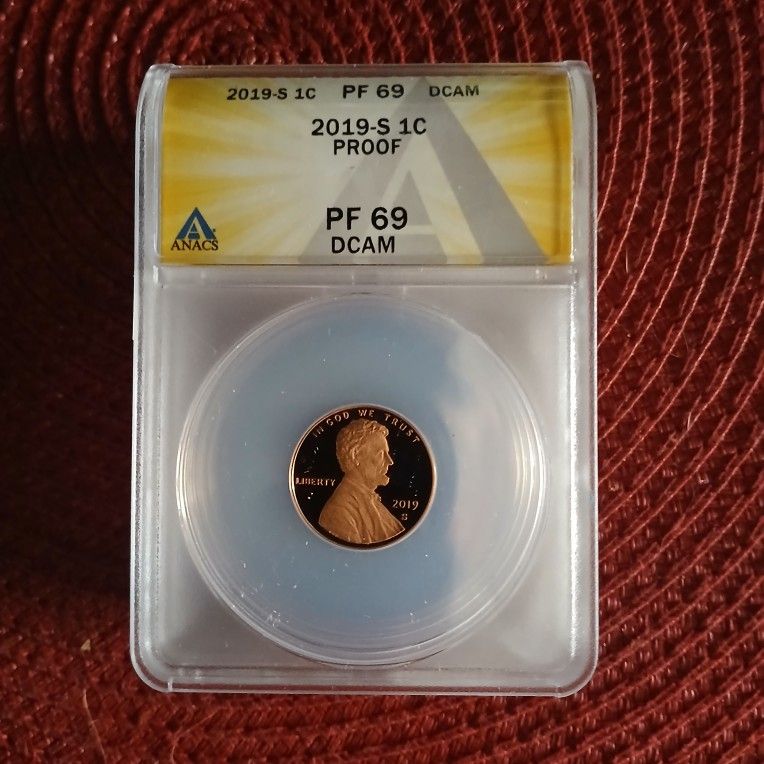 2019-S 1C PF 69 DCAM
2019-S 1C
PROOF
PF 69
DCAM
ANACS
IN GOD WE TRUST
LIBERTY
2019
S